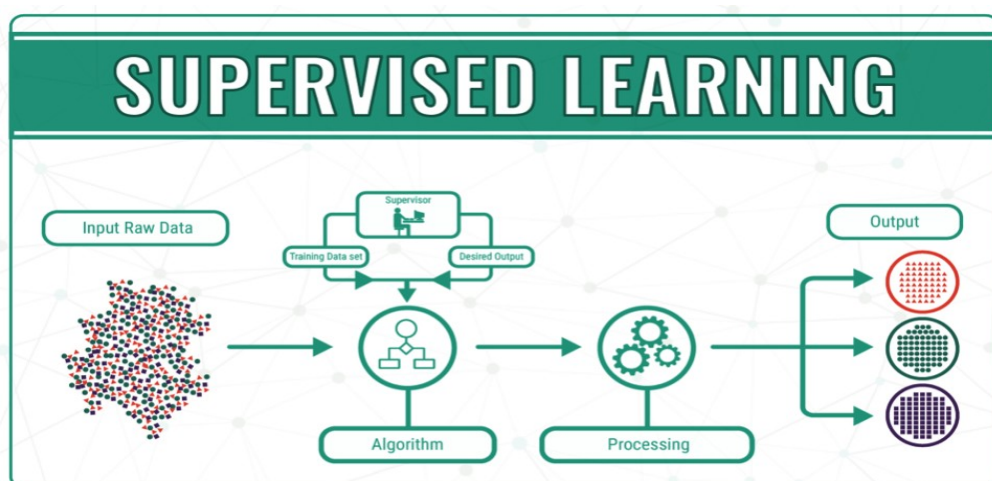 SUPERVISED LEARNING
Input Raw Data
Supervisor
Training Data set
Desired Output
Algorithm
Processing
Output